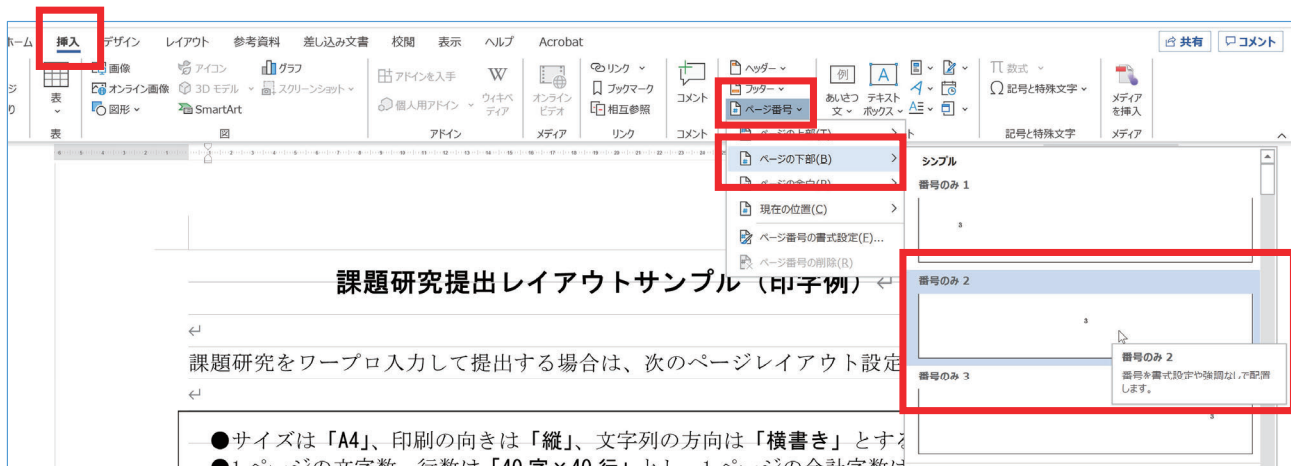 ホーム 挿入 デザイン レイアウト 参考資料 差し込み文書 校閲 表示 ヘルプ Acrobat 共有 コメント
画像 アイコン グラフ アドインを入手 リンク ヘッダー 数式
オンライン画像 3D モデル スクリーンショット ブックマーク フッター 記号と特殊文字
図形 SmartArt 個人用アドイン 相互参照 ページ番号
表 ウィキペディア オンラインビデオ コメント あいさつ文 テキストボックス メディアを挿入
表 図 アドイン メディア リンク コメント 記号と特殊文字 メディア
ページの下部(B)
現在の位置(C)
ページ番号の書式設定(F)...
ページ番号の削除(R)
シンプル
番号のみ 1
番号のみ 2
番号のみ 2
番号を書式設定や強調なしで配置します。
番号のみ 3
課題研究提出レイアウトサンプル（印字例）
課題研究をワープロ入力して提出する場合は、次のページレイアウト設定
●サイズは「A4」、印刷の向きは「縦」、文字列の方向は「横書き」とする